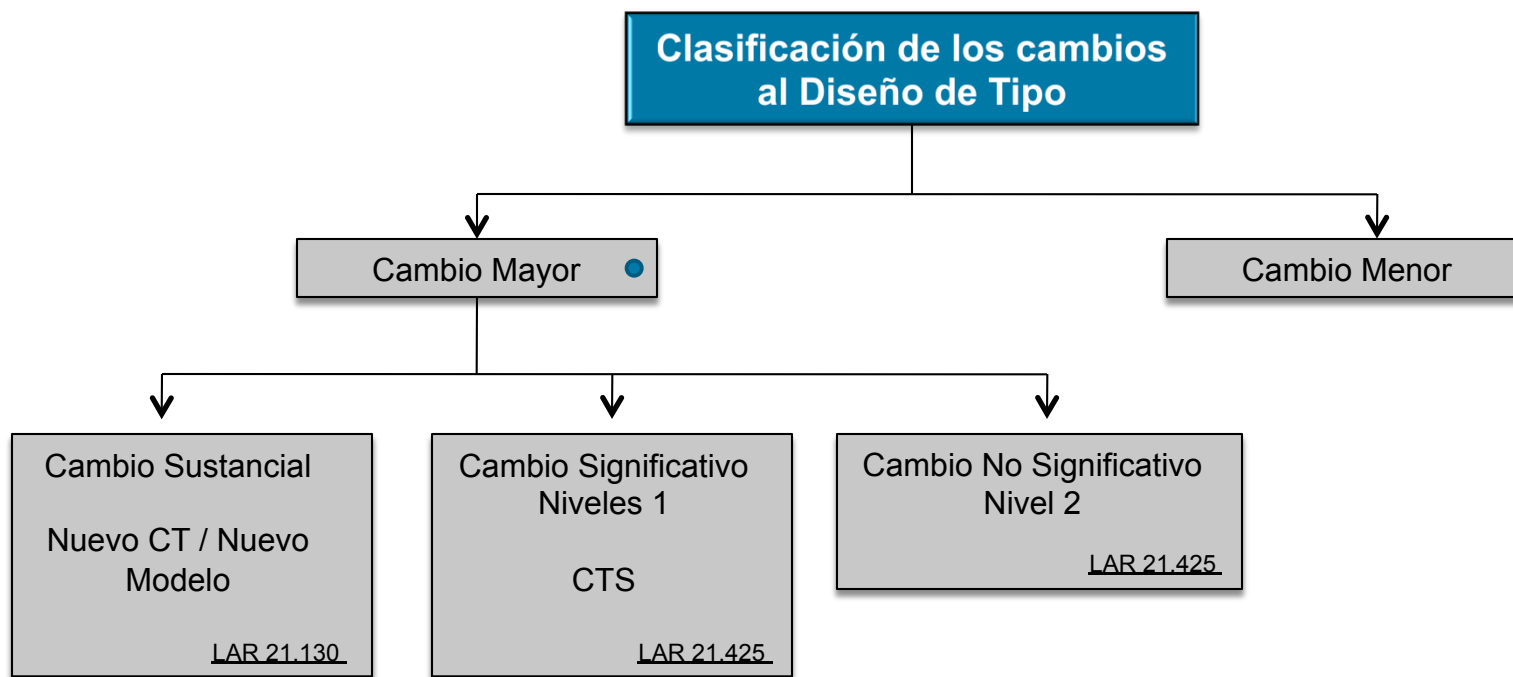 Clasificación de los cambios
al Diseño de Tipo
Cambio Mayor
Cambio Menor
Cambio Sustancial
Nuevo CT / Nuevo
Modelo
LAR 21.130
Cambio Significativo
Niveles 1
CTS
LAR 21.425
Cambio No Significativo
Nivel 2
LAR 21.425